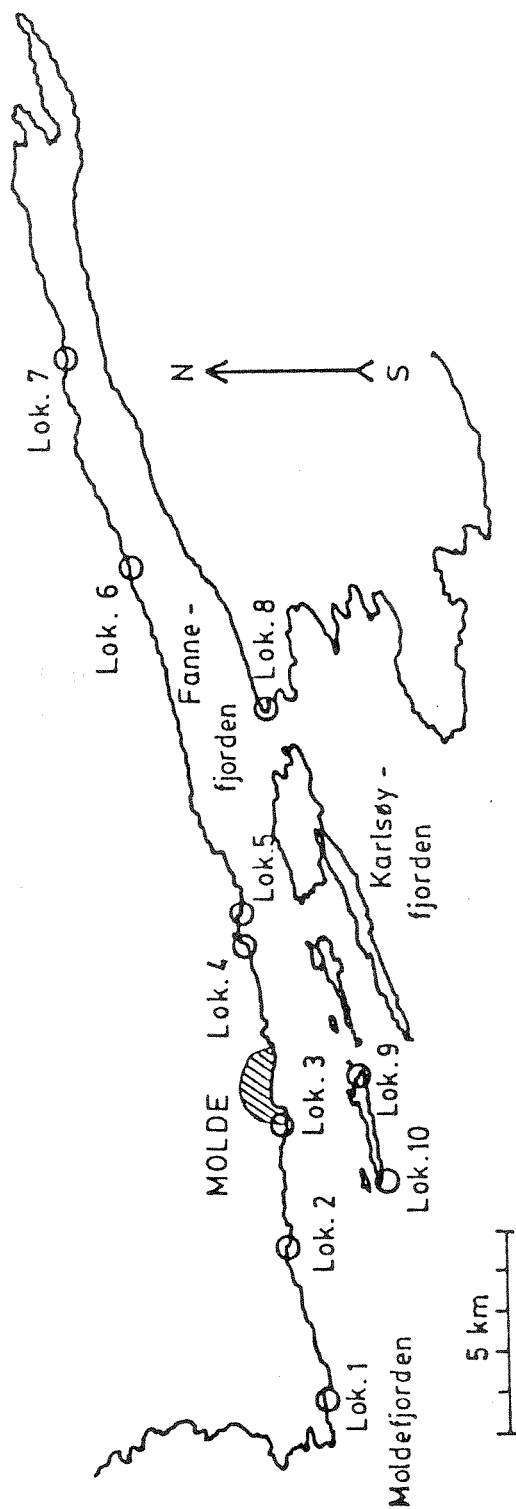 Lok. 7
N
S
Lok. 6
Fanne-
fjorden
Lok. 8
Lok. 5
Lok. 4
Karlsøy-
fjorden
MOLDE
Lok. 3
Lok. 9
Lok. 10
Lok. 2
Lok. 1
Moldefjorden
5 km